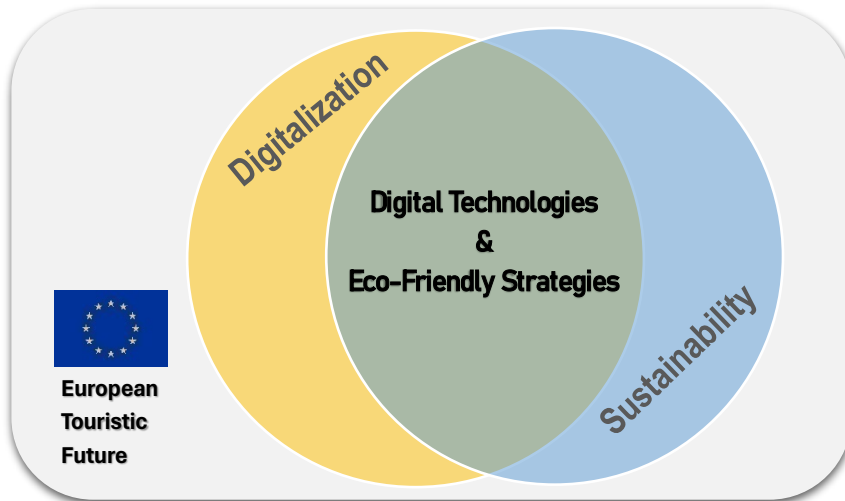 Digitalization
Digital Technologies
&
Eco-Friendly Strategies
Sustainability
European
Touristic
Future